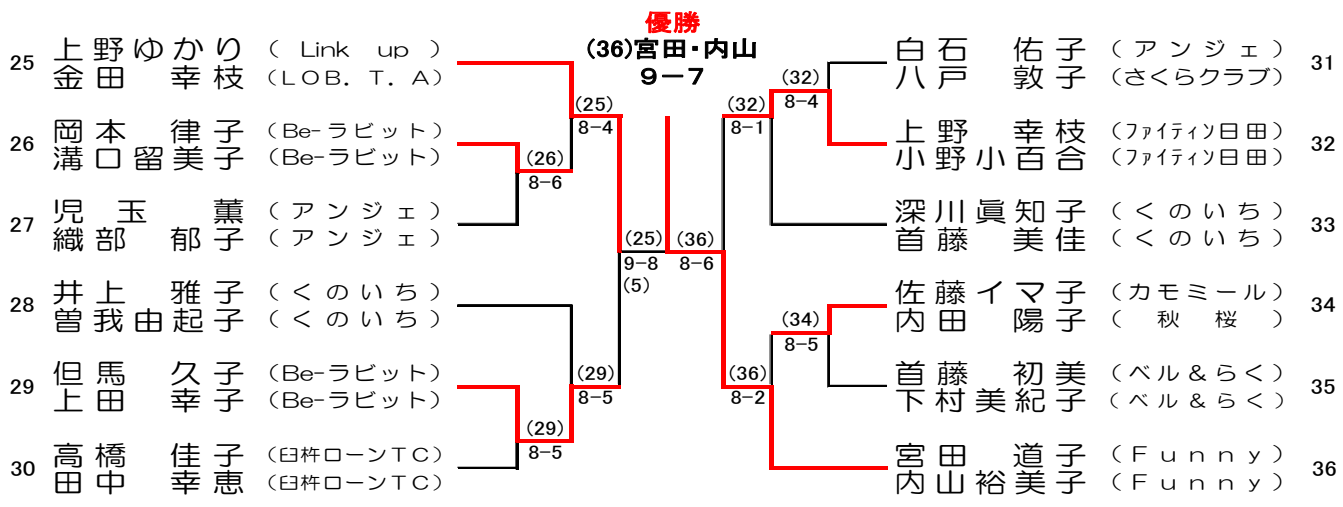 優勝
(36)宮田・内山
9－7
25 上野ゆかり ( Link up )
金田 幸枝 (LOB. T. A)
26 岡本 律子 (Be-ラビット)
溝口留美子 (Be-ラビット)
27 児玉 薫 (アンジェ)
織部 郁子 (アンジェ)
28 井上 雅子 (くのいち)
曽我由起子 (くのいち)
29 但馬 久子 (Be-ラビット)
上田 幸子 (Be-ラビット)
30 高橋 佳子 (臼杵ローンTC)
田中 幸恵 (臼杵ローンTC)
(25)
8-4
(26)
8-6
(25)
9-8
(5)
(29)
8-5
(29)
8-5
(36)
8-6
(32)
8-1
(32)
8-4
(36)
8-2
(34)
8-5
白石 佑子 (アンジェ) 31
八戸 敦子 (さくらクラブ)
上野 幸枝 (ファイティン日田) 32
小野小百合 (ファイティン日田)
深川眞知子 (くのいち) 33
首藤 美佳 (くのいち)
佐藤イマ子 (カモミール) 34
内田 陽子 ( 秋 桜 )
首藤 初美 (ベル&らく) 35
下村美紀子 (ベル&らく)
宮田 道子 (Funny) 36
内山裕美子 (Funny)